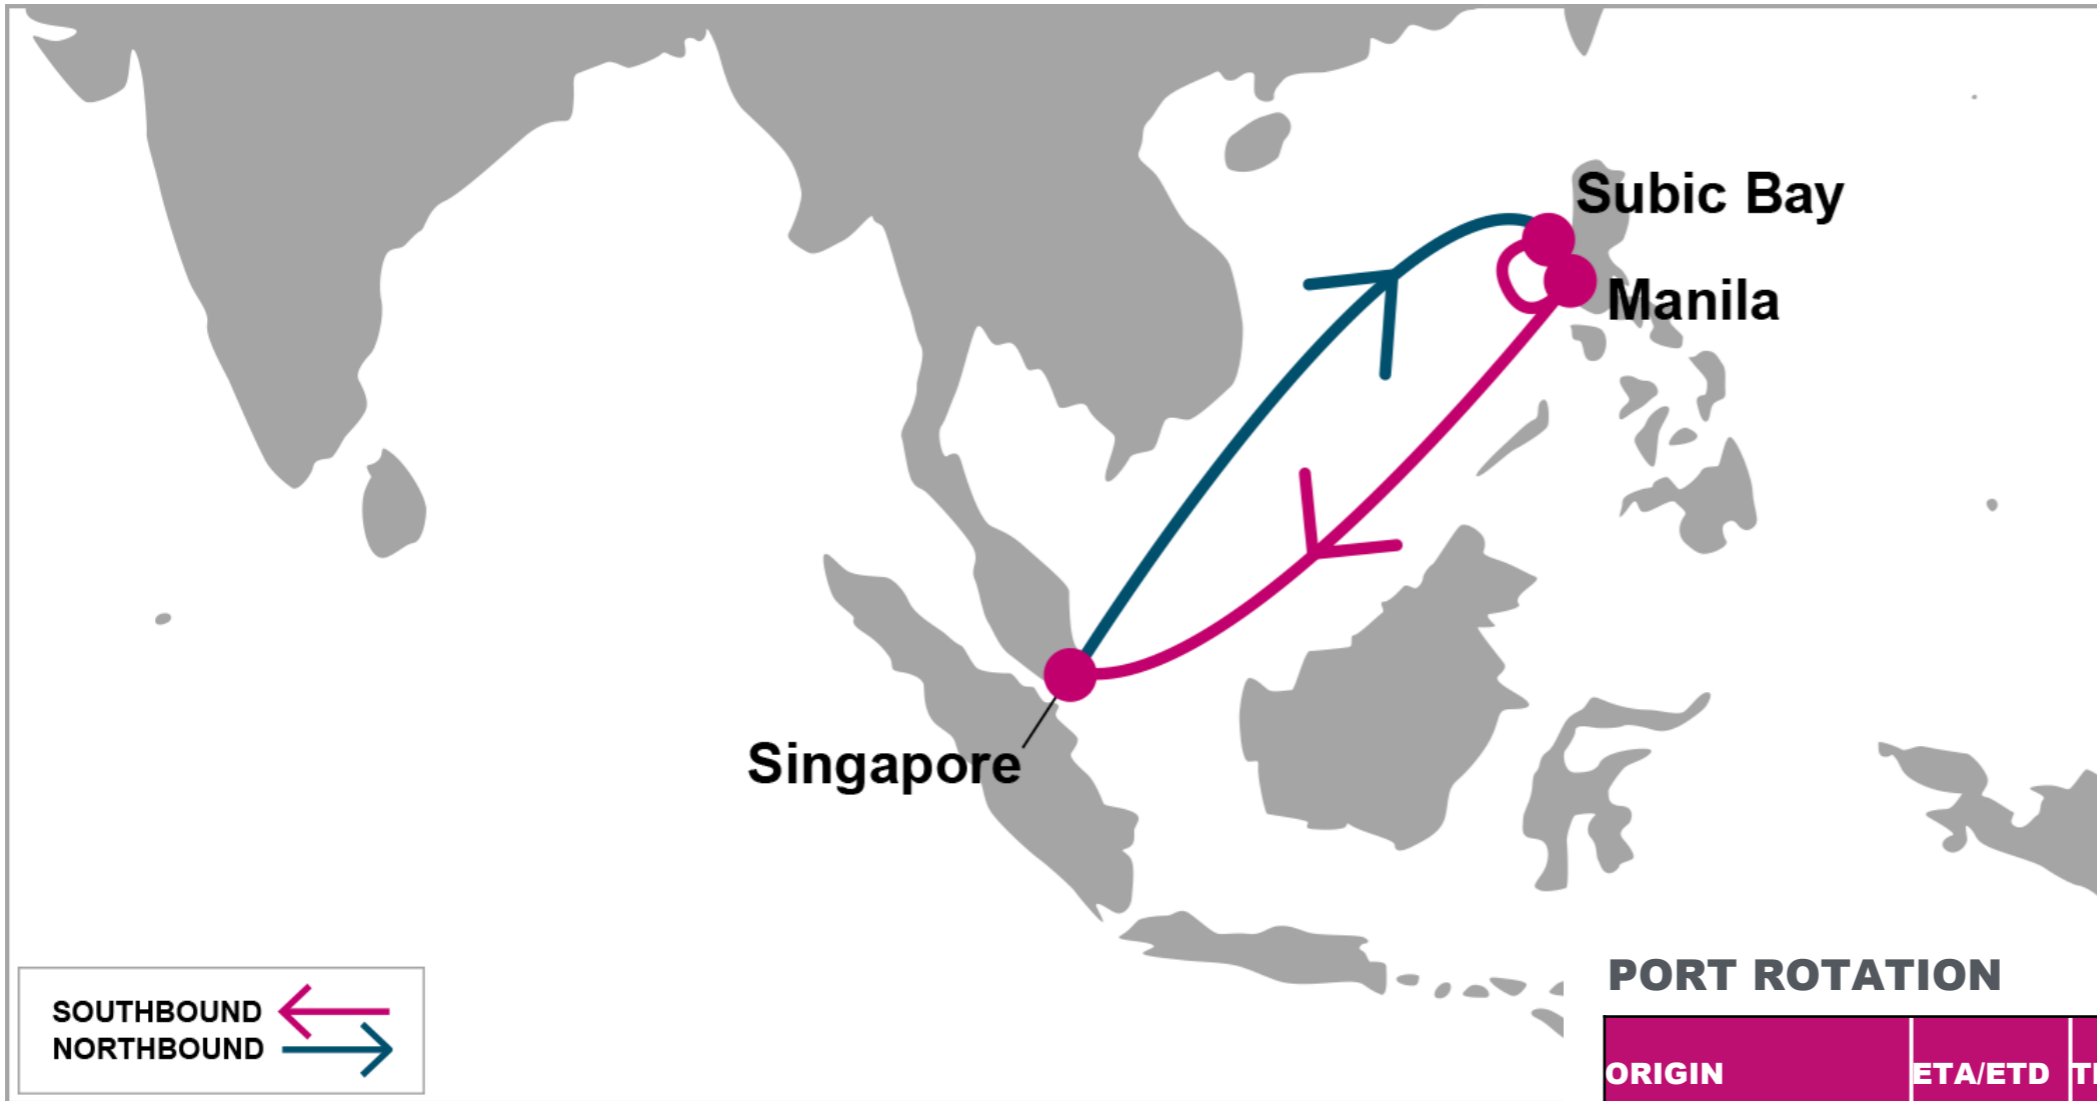 Subic Bay
Manila
Singapore
SOUTHBOUND
NORTHBOUND
PORT ROTATION
ORIGIN ETA/ETD